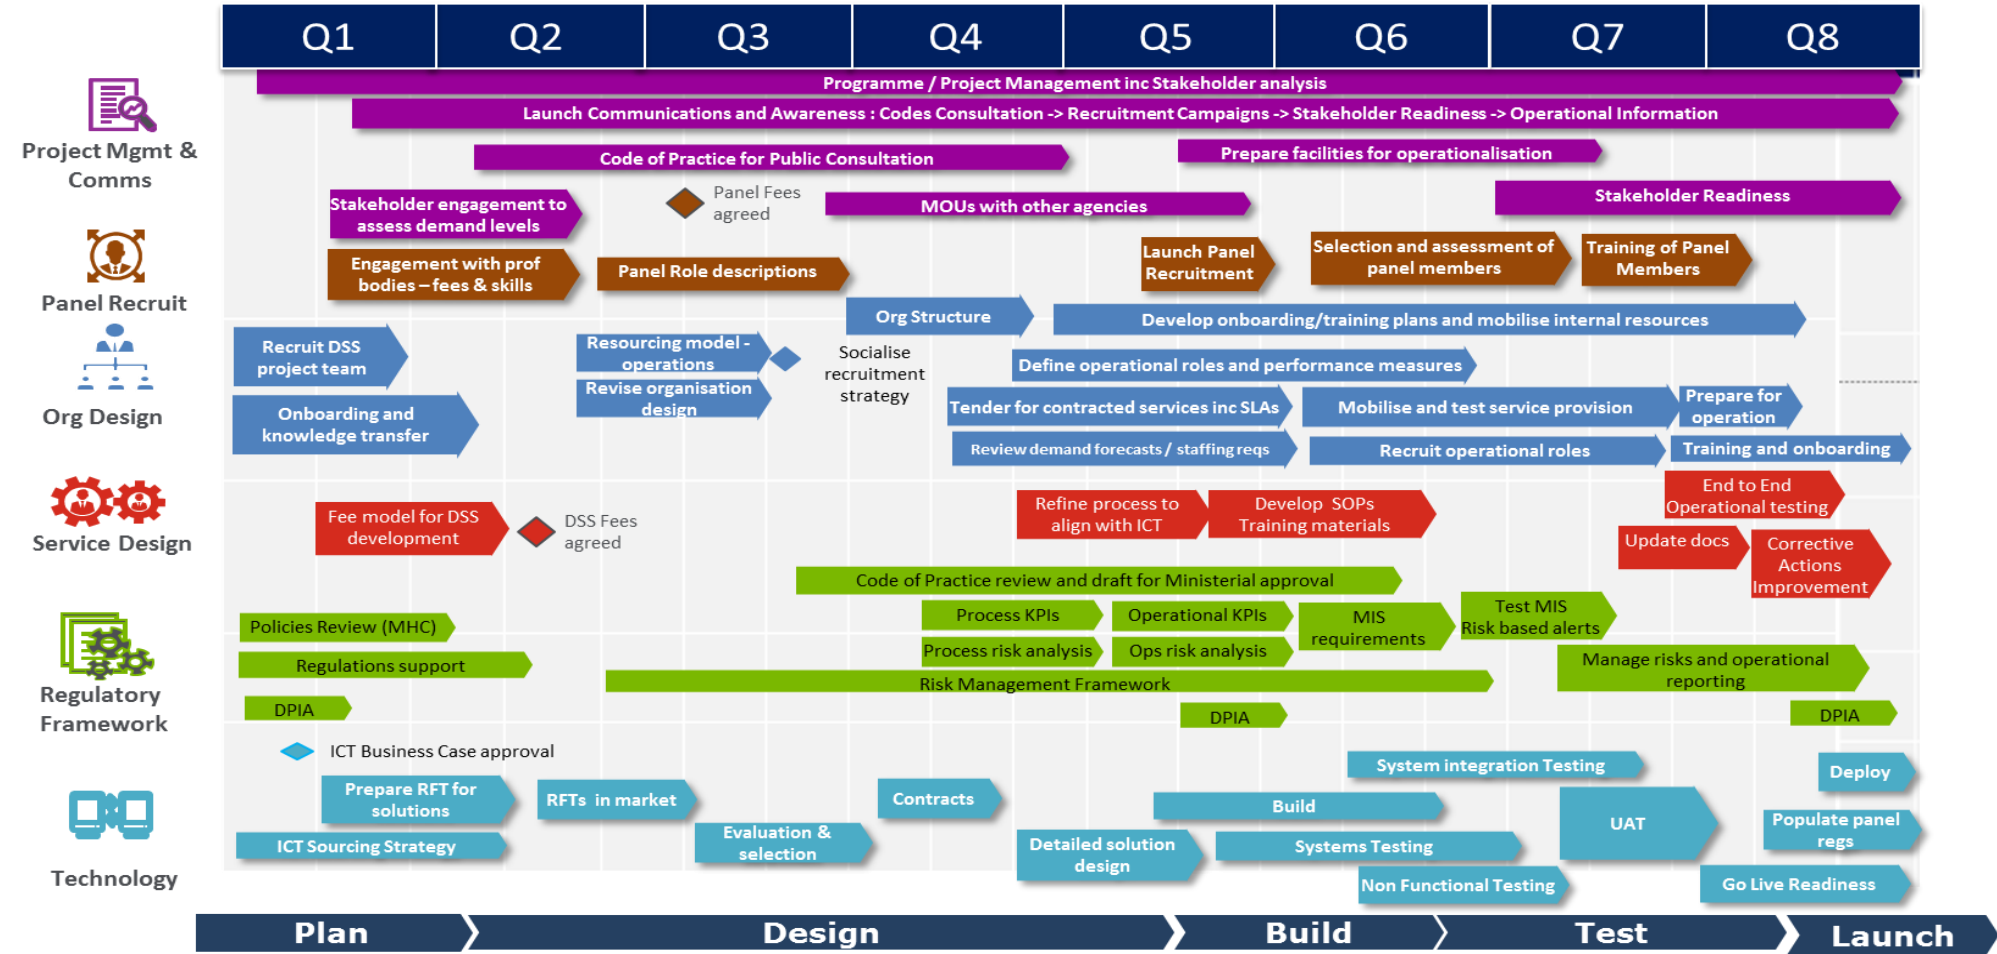 Q1 Q2 Q3 Q4 Q5 Q6 Q7 Q8
Programme / Project Management inc Stakeholder analysis
Launch Communications and Awareness : Codes Consultation -> Recruitment Campaigns -> Stakeholder Readiness -> Operational Information
Project Mgmt &
Comms
Code of Practice for Public Consultation
Prepare facilities for operationalisation
Stakeholder engagement to
assess demand levels
Panel Fees
agreed
MOUs with other agencies
Stakeholder Readiness
Panel Recruit
Engagement with prof
bodies – fees & skills
Panel Role descriptions
Launch Panel
Recruitment
Selection and assessment of
panel members
Training of Panel
Members
Org Design
Org Structure
Develop onboarding/training plans and mobilise internal resources
Recruit DSS
project team
Resourcing model -
operations
Socialise
recruitment
strategy
Define operational roles and performance measures
Onboarding and
knowledge transfer
Revise organisation
design
Tender for contracted services inc SLAs
Mobilise and test service provision
Prepare for
operation
Review demand forecasts / staffing reqs
Recruit operational roles
Training and onboarding
Service Design
Fee model for DSS
development
DSS Fees
agreed
Refine process to
align with ICT
Develop SOPs
Training materials
End to End
Operational testing
Update docs
Corrective
Actions
Improvement
Regulatory
Framework
Code of Practice review and draft for Ministerial approval
Policies Review (MHC)
Process KPIs
Operational KPIs
MIS
requirements
Test MIS
Risk based alerts
Regulations support
Process risk analysis
Ops risk analysis
Manage risks and operational
reporting
Risk Management Framework
DPIA
DPIA
DPIA
Technology
ICT Business Case approval
System integration Testing
Deploy
Prepare RFT for
solutions
RFTs in market
Contracts
Build
UAT
Populate panel
regs
ICT Sourcing Strategy
Evaluation &
selection
Detailed solution
design
Systems Testing
Non Functional Testing
Go Live Readiness
Plan Design Build Test Launch